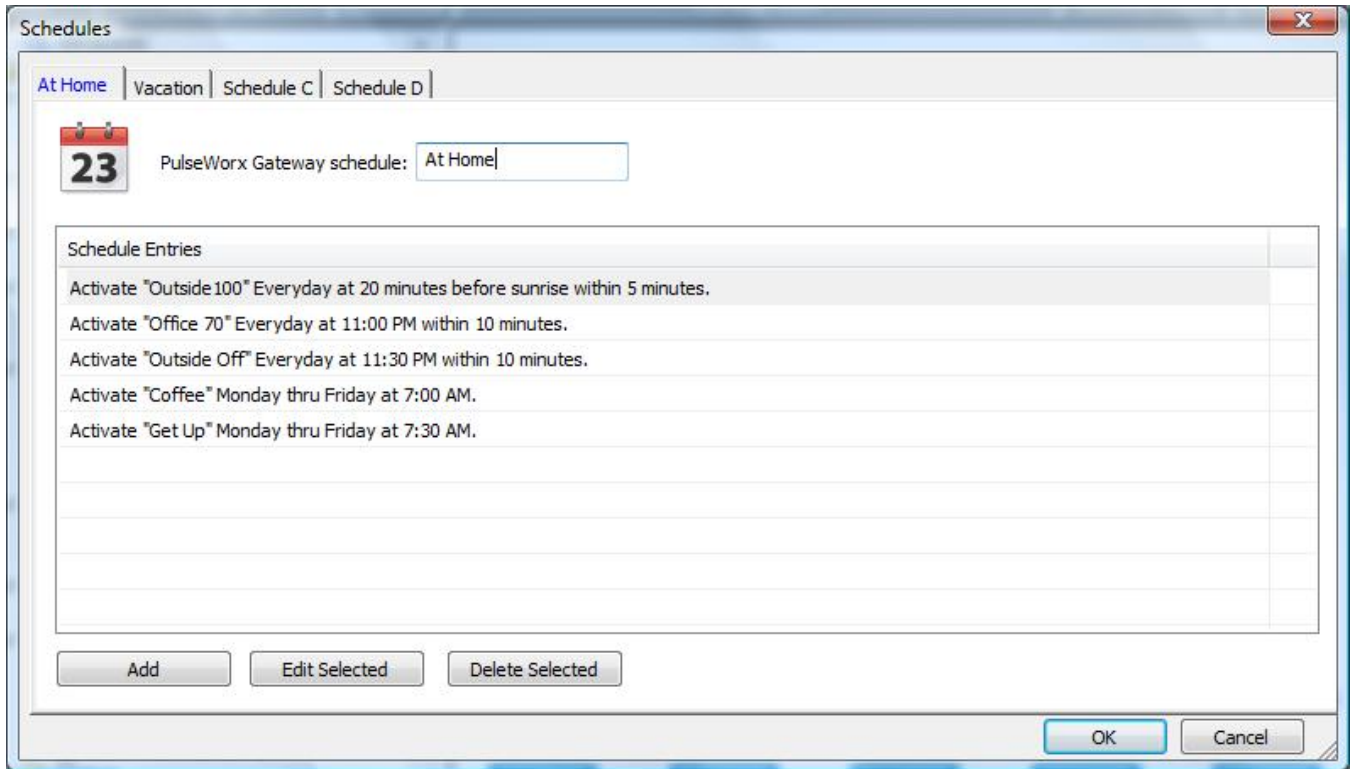 Schedules
At Home Vacation Schedule C Schedule D
23
PulseWorx Gateway schedule: At Home
Schedule Entries
Activate "Outside100" Everyday at 20 minutes before sunrise within 5 minutes.
Activate "Office 70" Everyday at 11:00 PM within 10 minutes.
Activate "Outside Off" Everyday at 11:30 PM within 10 minutes.
Activate "Coffee" Monday thru Friday at 7:00 AM.
Activate "Get Up" Monday thru Friday at 7:30 AM.
Add Edit Selected Delete Selected
OK Cancel